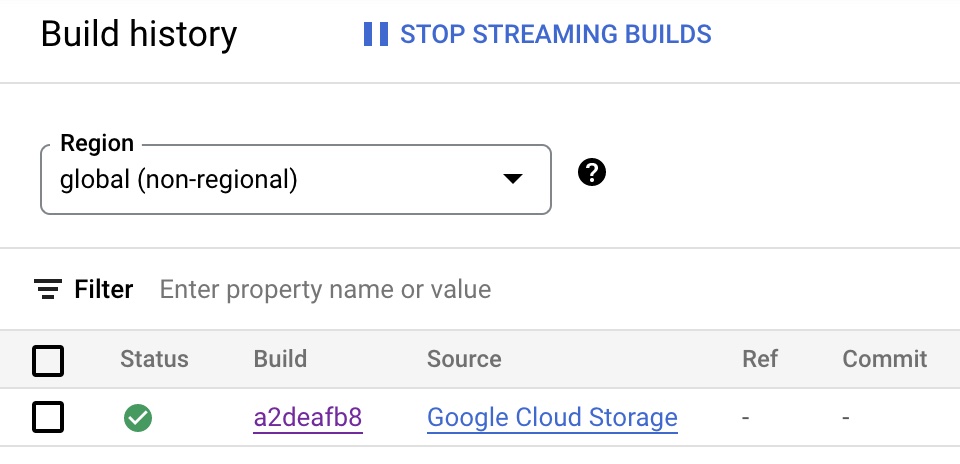 Build history STOP STREAMING BUILDS
Region
global (non-regional)
?
Filter Enter property name or value
Status Build Source Ref Commit
a2deafb8 Google Cloud Storage - -